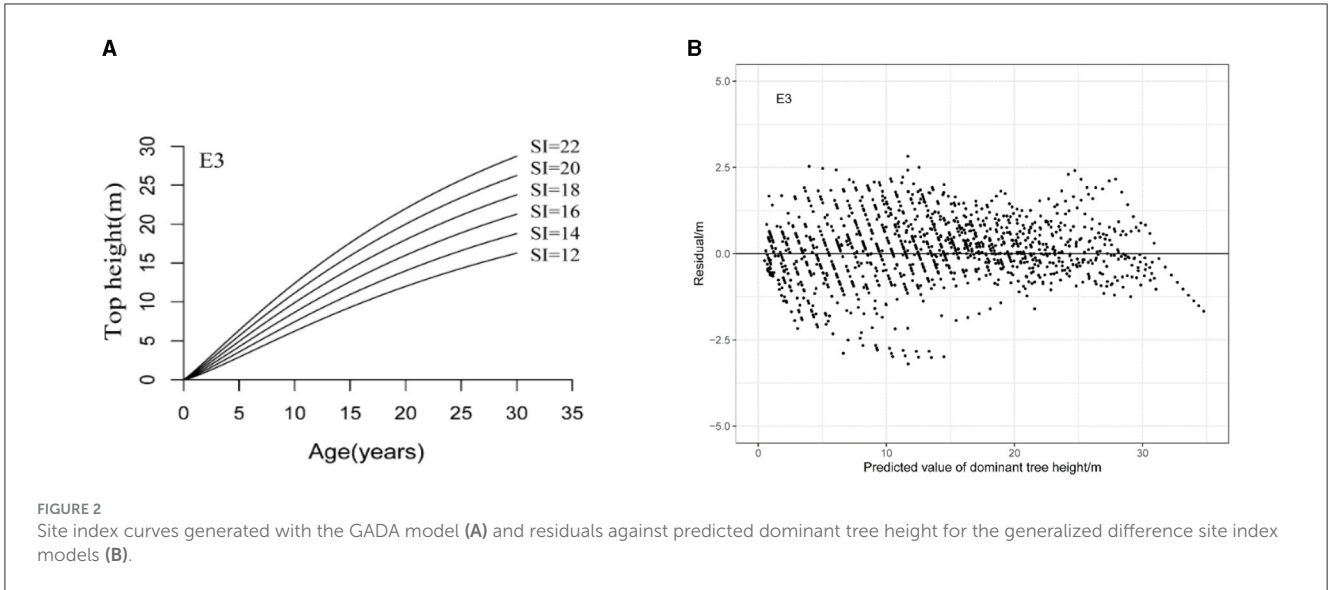 A
E3
Top height(m)
30
25
20
15
10
5
0
SI=22
SI=20
SI=18
SI=16
SI=14
SI=12
0 5 10 15 20 25 30 35
Age(years)
B
E3
Residual/m
5.0
2.5
0.0
−2.5
−5.0
0 10 20 30
Predicted value of dominant tree height/m
FIGURE 2
Site index curves generated with the GADA model (A) and residuals against predicted dominant tree height for the generalized difference site index
models (B).